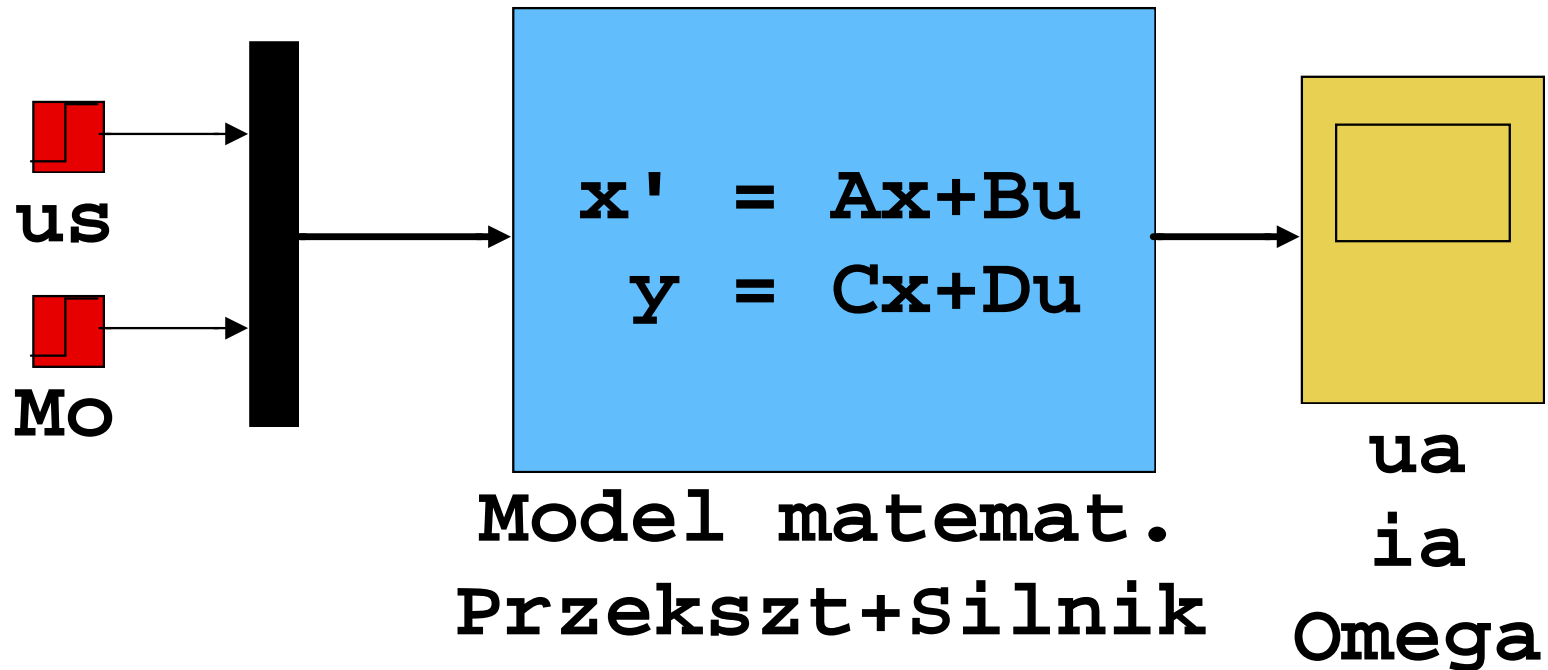 us
Mo
x' = Ax+Bu
y = Cx+Du
Model matemat.
Przekszt+Silnik
ua
ia
Omega